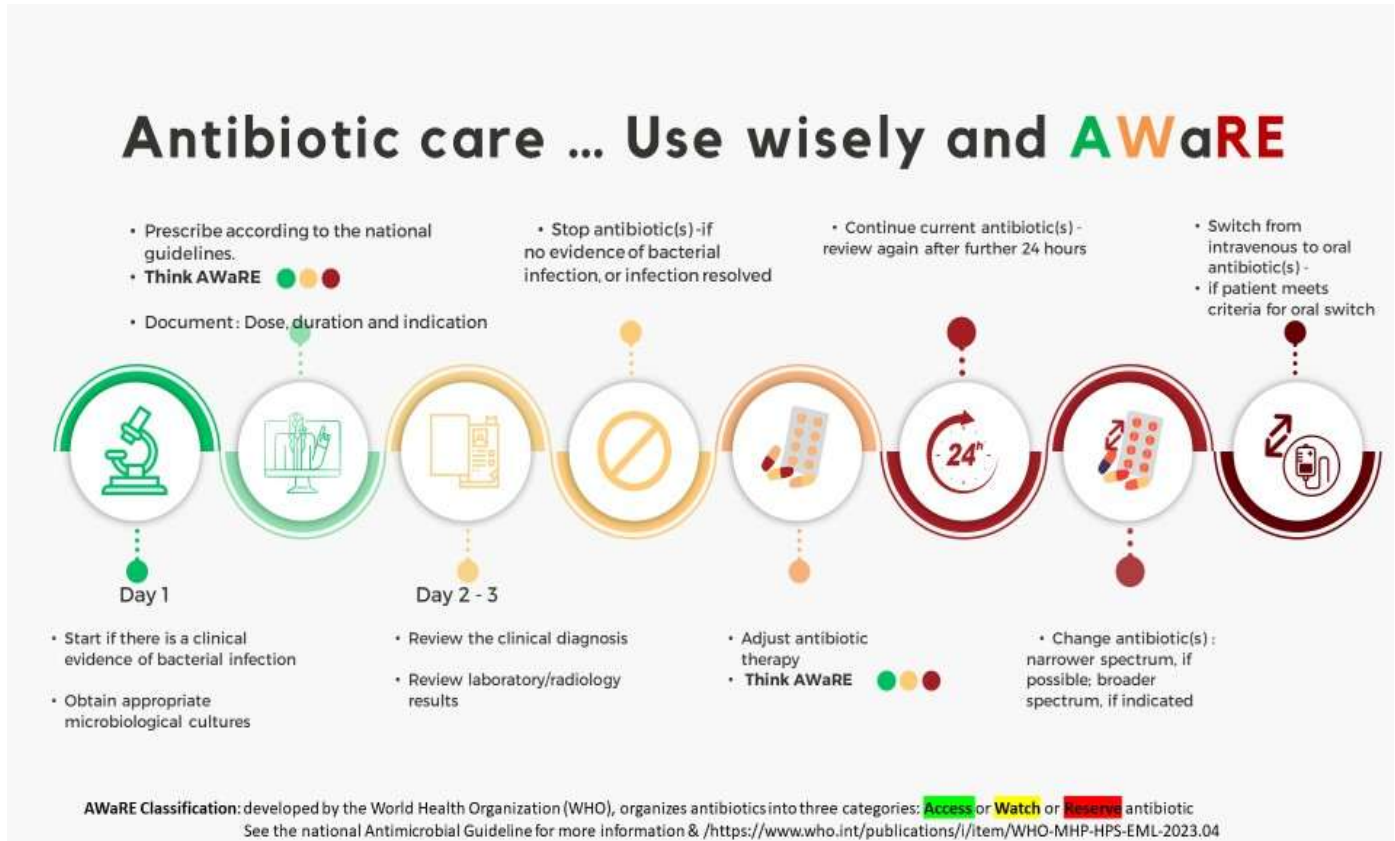 Antibiotic care ... Use wisely and AWaRE
• Prescribe according to the national
guidelines.
• Think AWaRE
• Document: Dose, duration and indication
• Stop antibiotic(s)-if
no evidence of bacterial
infection, or infection resolved
• Continue current antibiotic(s) -
review again after further 24 hours
• Switch from
intravenous to oral
antibiotic(s) -
• if patient meets
criteria for oral switch
24h
Day 1
• Start if there is a clinical
evidence of bacterial infection
• Obtain appropriate
microbiological cultures
Day 2 - 3
• Review the clinical diagnosis
• Review laboratory/radiology
results
• Adjust antibiotic
therapy
• Think AWaRE
• Change antibiotic(s) :
narrower spectrum, if
possible; broader
spectrum, if indicated
AWaRE Classification: developed by the World Health Organization (WHO), organizes antibiotics into three categories: Access or Watch or Reserve antibiotic
See the national Antimicrobial Guideline for more information & /https://www.who.int/publications/i/item/WHO-MHP-HPS-EML-2023.04